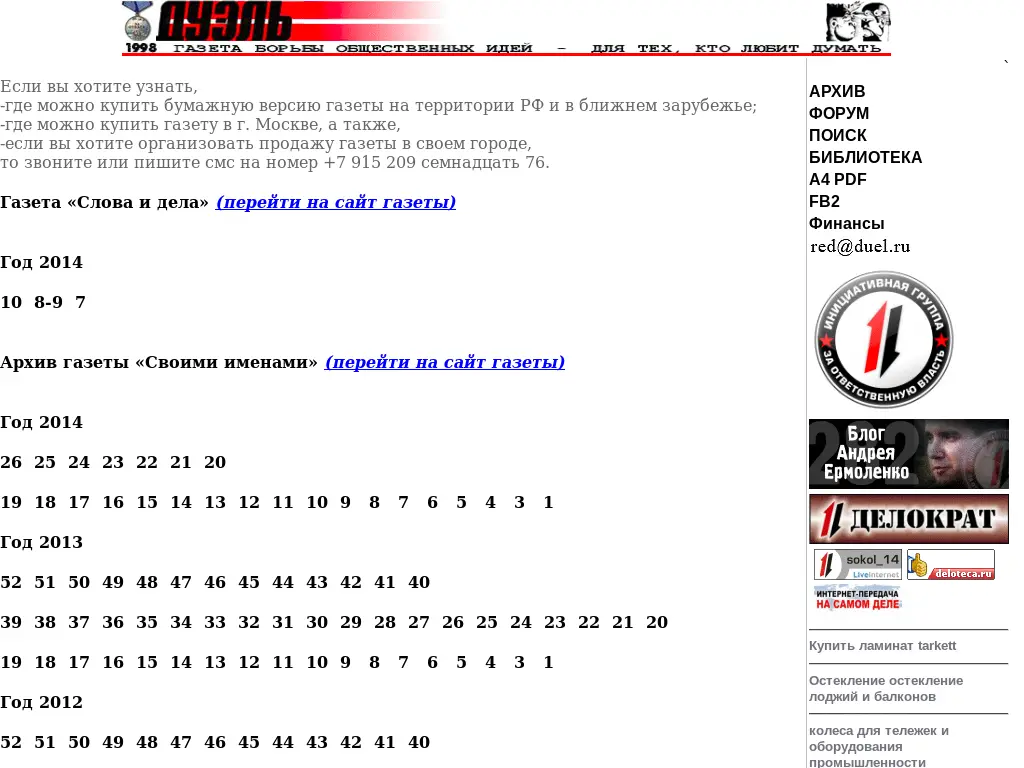 ДУЭЛЬ
1998 ГАЗЕТА БОРЬБЫ ОБЩЕСТВЕННЫХ ИДЕЙ – ДЛЯ ТЕХ, КТО ЛЮБИТ ДУМАТЬ
Если вы хотите узнать,
-где можно купить бумажную версию газеты на территории РФ и в ближнем зарубежье;
-где можно купить газету в г. Москве, а также,
-если вы хотите организовать продажу газеты в своем городе,
то звоните или пишите смс на номер +7 915 209 семнадцать 76.
Газета «Слова и дела» (перейти на сайт газеты)
Год 2014
10 8-9 7
Архив газеты «Своими именами» (перейти на сайт газеты)
Год 2014
26 25 24 23 22 21 20
19 18 17 16 15 14 13 12 11 10 9 8 7 6 5 4 3 1
Год 2013
52 51 50 49 48 47 46 45 44 43 42 41 40
39 38 37 36 35 34 33 32 31 30 29 28 27 26 25 24 23 22 21 20
19 18 17 16 15 14 13 12 11 10 9 8 7 6 5 4 3 1
Год 2012
52 51 50 49 48 47 46 45 44 43 42 41 40
`
АРХИВ
ФОРУМ
ПОИСК
БИБЛИОТЕКА
A4 PDF
FB2
Финансы
red@duel.ru
ИНИЦИАТИВНАЯ ГРУППА
ЗА ОТВЕТСТВЕННУЮ ВЛАСТЬ
282
Блог
Андрея
Ермоленко
ДЕЛОКРАТ
sokol_14
LiveInternet
deloteca.ru
ИНТЕРНЕТ-ПЕРЕДАЧА
НА САМОМ ДЕЛЕ
Купить ламинат tarkett
Остекление остекление
лоджий и балконов
колеса для тележек и
оборудования
промышленности